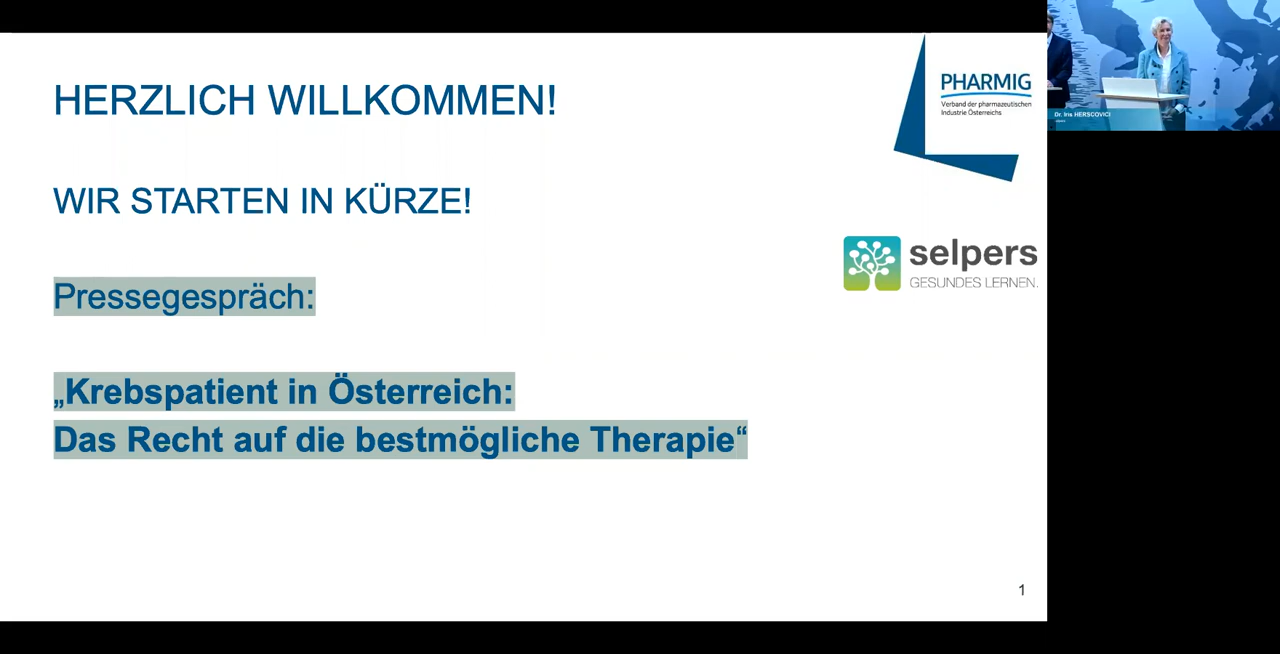 HERZLICH WILLKOMMEN!
WIR STARTEN IN KÜRZE!
Pressegespräch:
„Krebspatient in Österreich:
Das Recht auf die bestmögliche Therapie“
PHARMIG
Verband der pharmazeutischen
Industrie Österreichs
selpers
GESUNDES LERNEN.
1
Dr. Iris HERSCOVICI